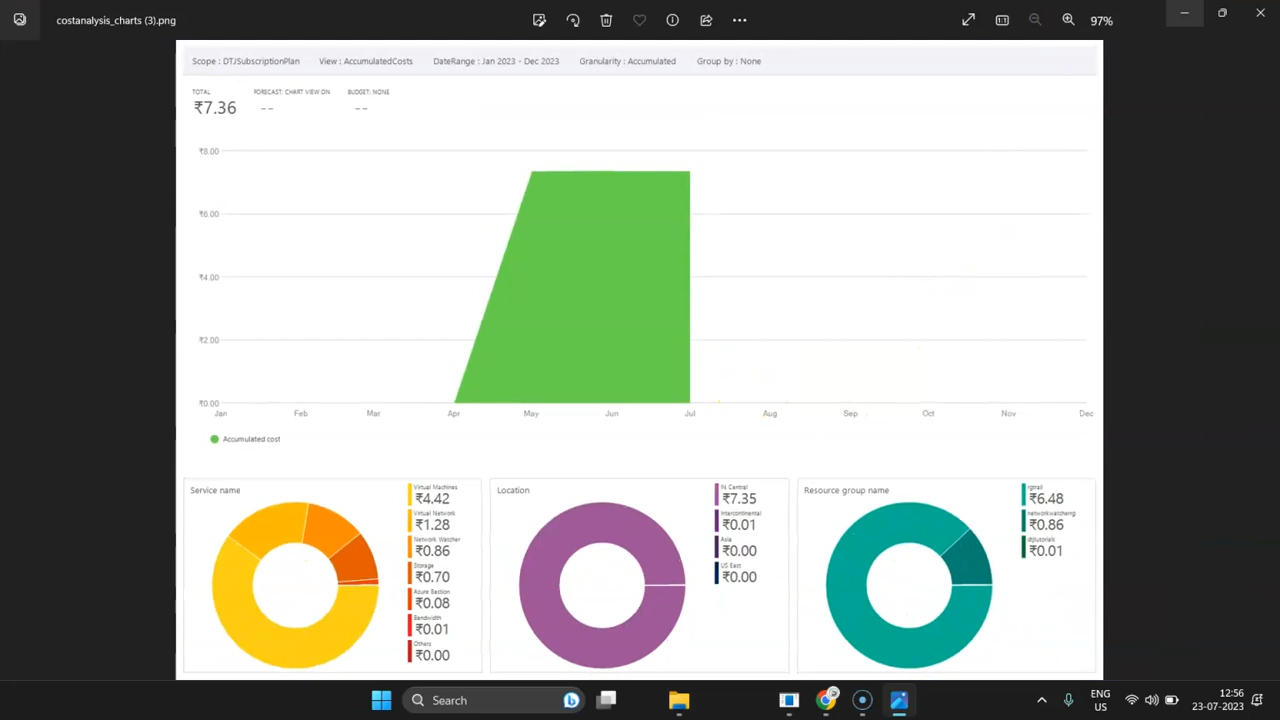 costanalysis_charts (3).png
97%
Scope : DTJSubscriptionPlan View : AccumulatedCosts DateRange : Jan 2023 - Dec 2023 Granularity : Accumulated Group by : None
TOTAL FORECAST: CHART VIEW ON BUDGET: NONE
₹7.36 -- --
₹8.00
₹6.00
₹4.00
₹2.00
₹0.00
Jan Feb Mar Apr May Jun Jul Aug Sep Oct Nov Dec
Accumulated cost
Service name
Virtual Machines
₹4.42
Virtual Network
₹1.28
Network Watcher
₹0.86
Storage
₹0.70
Azure Bastion
₹0.08
Bandwidth
₹0.01
Others
₹0.00
Location
IN Central
₹7.35
Intercontinental
₹0.01
Asia
₹0.00
US East
₹0.00
Resource group name
₹6.48
networkwatcherrg
₹0.86
₹0.01
Search
ENG
US
12:56
23-07-2023